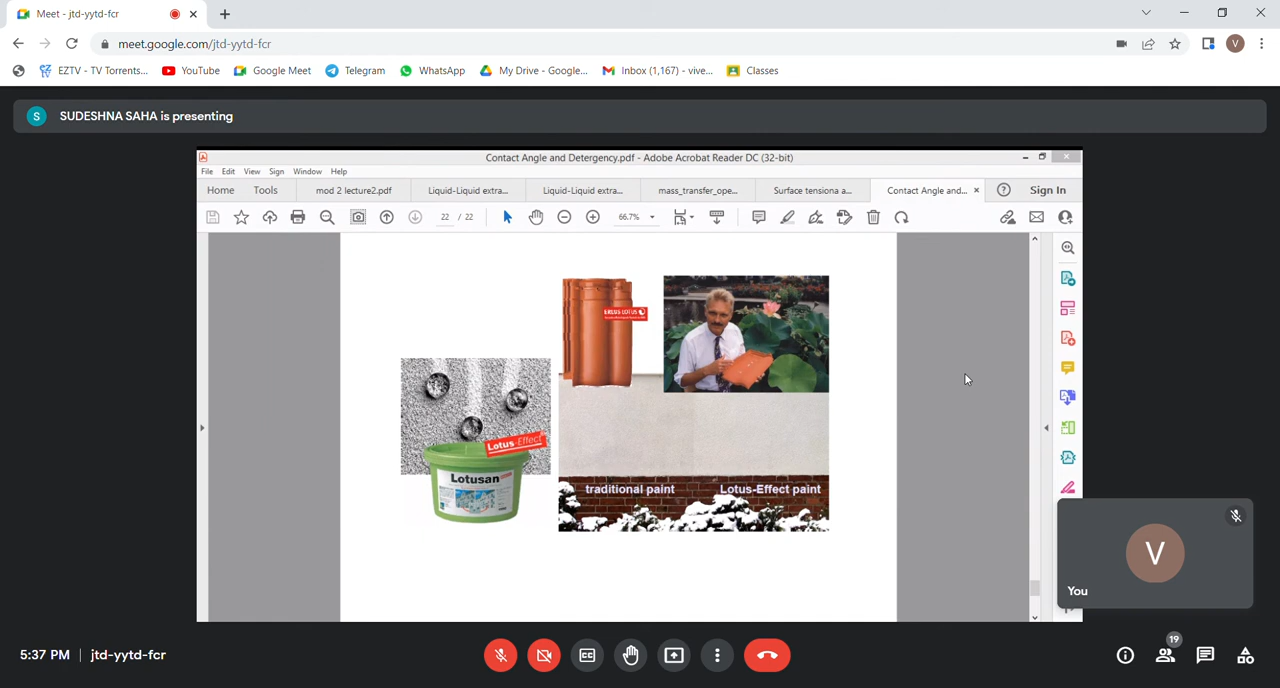 Meet - jtd-yytd-fcr
meet.google.com/jtd-yytd-fcr
V
EZTV - TV Torrents... YouTube Google Meet Telegram WhatsApp My Drive - Google... Inbox (1,167) - vive... Classes
S SUDESHNA SAHA is presenting
Contact Angle and Detergency.pdf - Adobe Acrobat Reader DC (32-bit)
File Edit View Sign Window Help
Home Tools mod 2 lecture2.pdf Liquid-Liquid extra... Liquid-Liquid extra... mass_transfer_ope... Surface tensiona a... Contact Angle and... Sign In
22 / 22 66.7%
ERLUS LOTUS
Lotus-Effect
Lotusan
traditional paint Lotus-Effect paint
V
You
5:37 PM jtd-yytd-fcr
CC
19